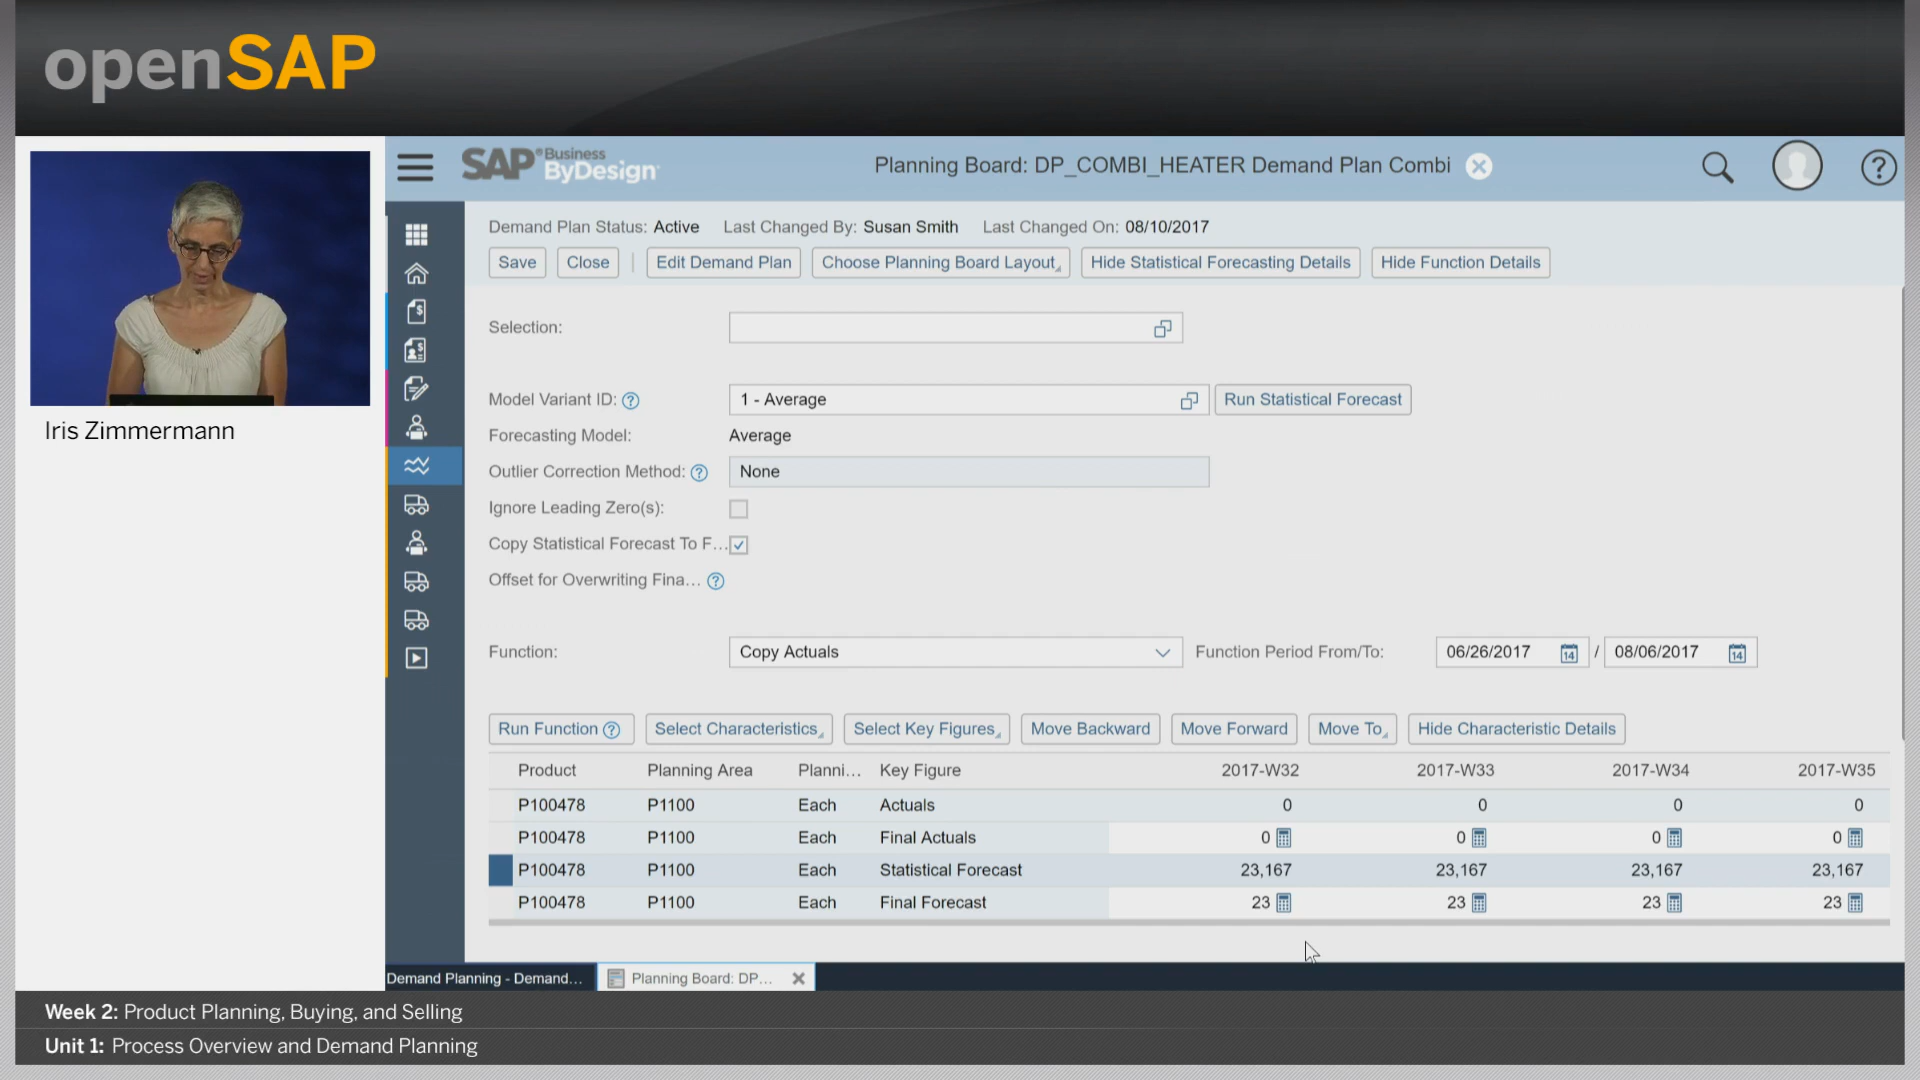 openSAP
Iris Zimmermann
SAP Business ByDesign
Planning Board: DP_COMBI_HEATER Demand Plan Combi
Demand Plan Status: Active Last Changed By: Susan Smith Last Changed On: 08/10/2017
Save Close Edit Demand Plan Choose Planning Board Layout Hide Statistical Forecasting Details Hide Function Details
Selection:
Model Variant ID: 1 - Average Run Statistical Forecast
Forecasting Model: Average
Outlier Correction Method: None
Ignore Leading Zero(s):
Copy Statistical Forecast To F...
Offset for Overwriting Fina...
Function: Copy Actuals Function Period From/To: 06/26/2017 14 / 08/06/2017 14
Run Function Select Characteristics Select Key Figures Move Backward Move Forward Move To Hide Characteristic Details
Product Planning Area Planni... Key Figure 2017-W32 2017-W33 2017-W34 2017-W35
P100478 P1100 Each Actuals 0 0 0 0
P100478 P1100 Each Final Actuals 0 0 0 0
P100478 P1100 Each Statistical Forecast 23,167 23,167 23,167 23,167
P100478 P1100 Each Final Forecast 23 23 23 23
Demand Planning - Demand... Planning Board: DP...
Week 2: Product Planning, Buying, and Selling
Unit 1: Process Overview and Demand Planning